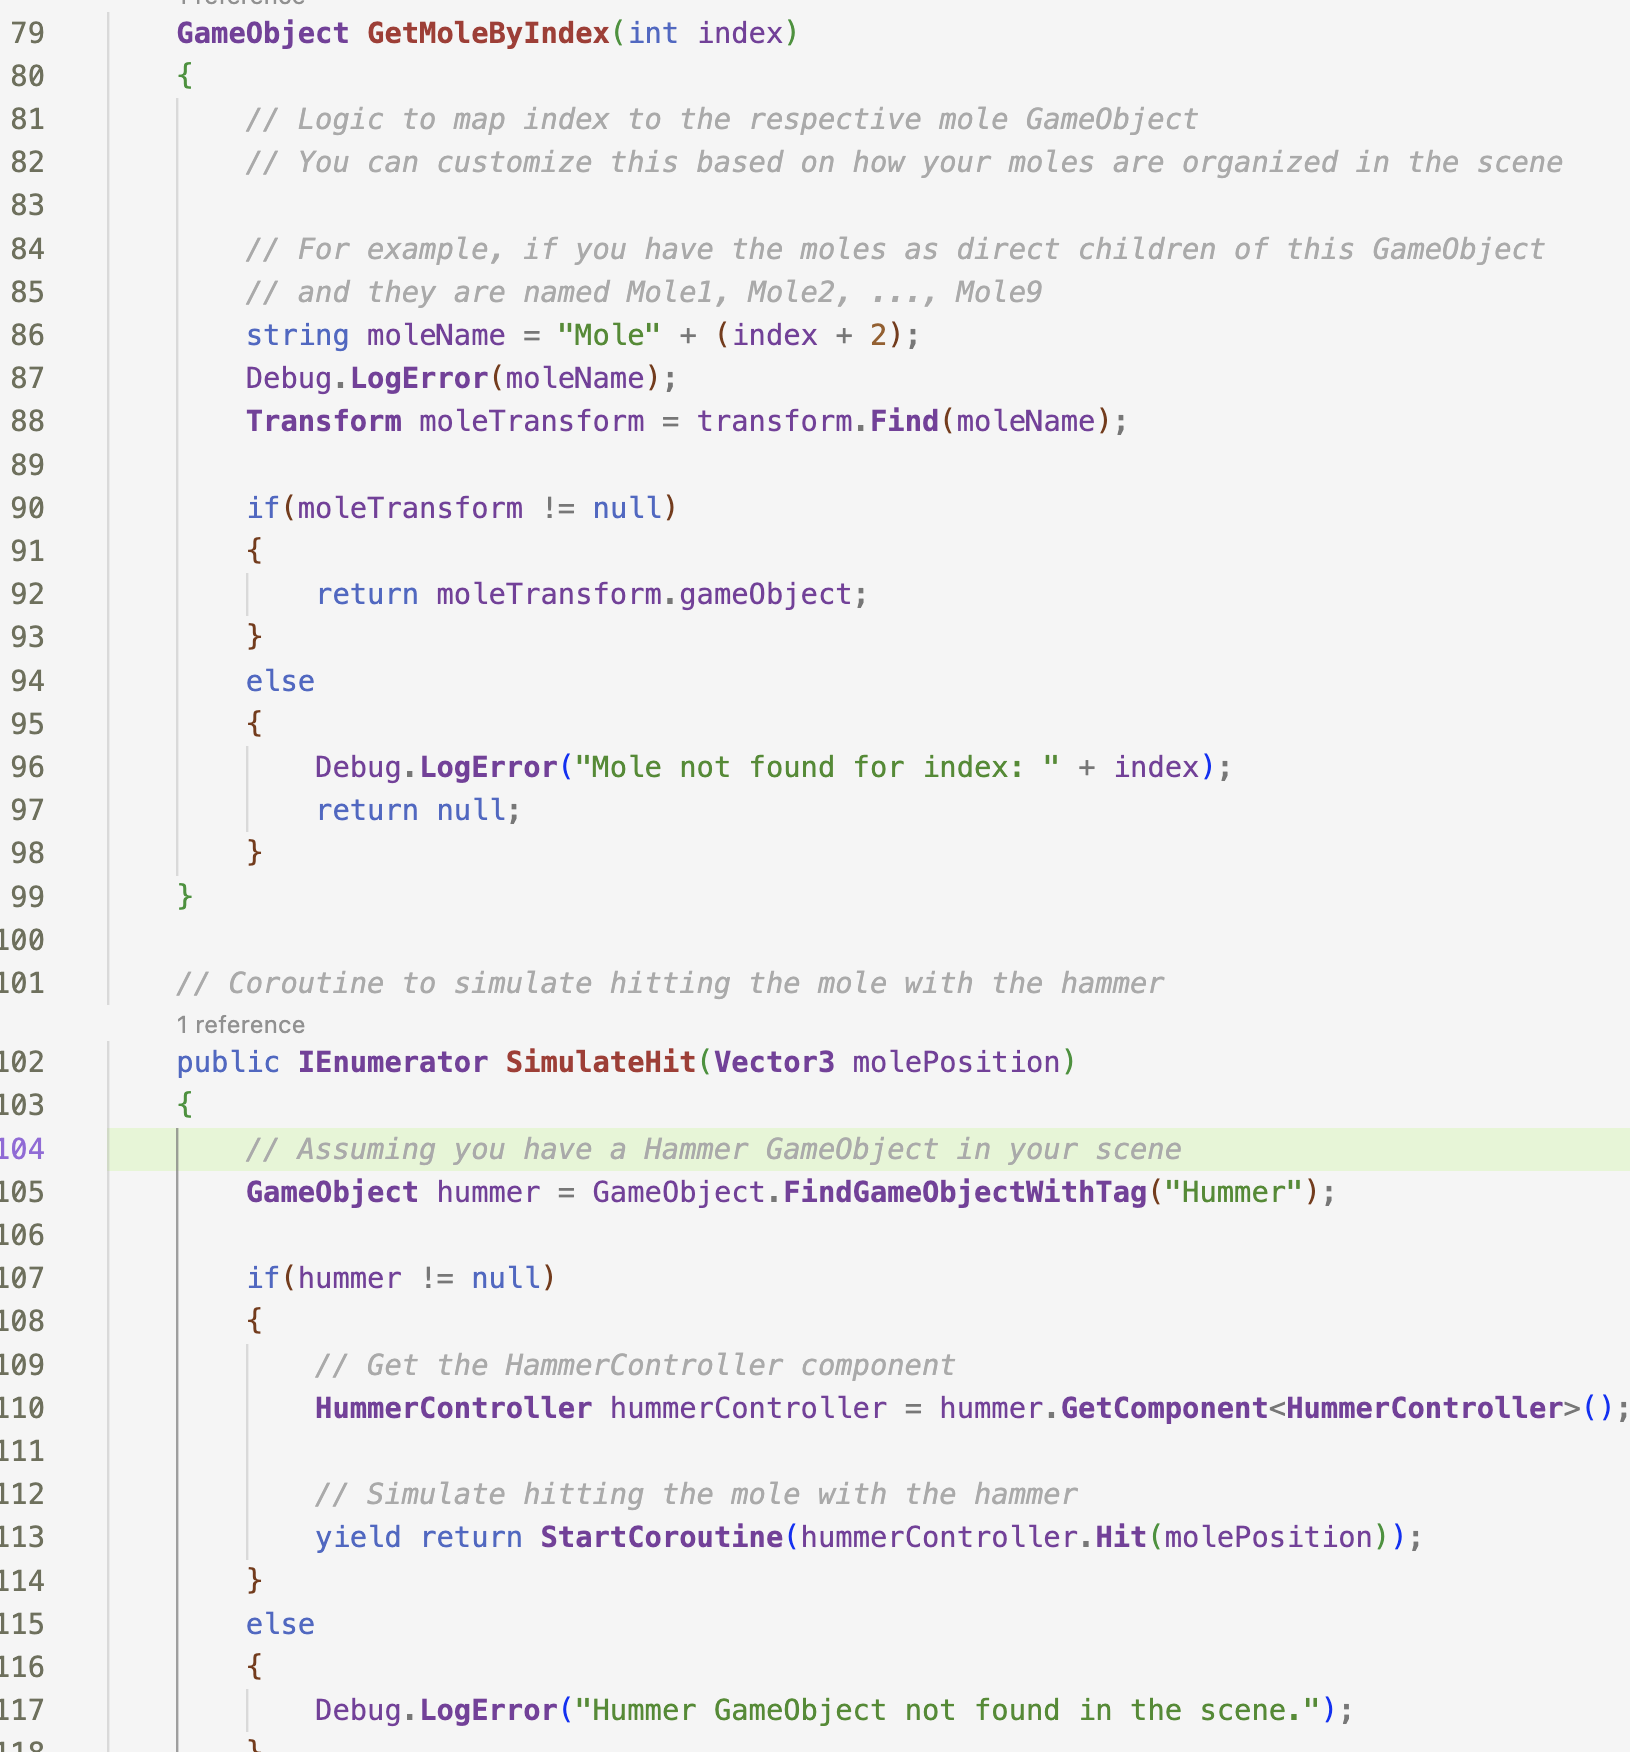 79 GameObject GetMoleByIndex(int index)
80 {
81 // Logic to map index to the respective mole GameObject
82 // You can customize this based on how your moles are organized in the scene
83
84 // For example, if you have the moles as direct children of this GameObject
85 // and they are named Mole1, Mole2, ..., Mole9
86 string moleName = "Mole" + (index + 2);
87 Debug.LogError(moleName);
88 Transform moleTransform = transform.Find(moleName);
89
90 if(moleTransform != null)
91 {
92 return moleTransform.gameObject;
93 }
94 else
95 {
96 Debug.LogError("Mole not found for index: " + index);
97 return null;
98 }
99 }
100
101 // Coroutine to simulate hitting the mole with the hammer
1 reference
102 public IEnumerator SimulateHit(Vector3 molePosition)
103 {
104 // Assuming you have a Hammer GameObject in your scene
105 GameObject hummer = GameObject.FindGameObjectWithTag("Hummer");
106
107 if(hummer != null)
108 {
109 // Get the HammerController component
110 HummerController hummerController = hummer.GetComponent<HummerController>();
111
112 // Simulate hitting the mole with the hammer
113 yield return StartCoroutine(hummerController.Hit(molePosition));
114 }
115 else
116 {
117 Debug.LogError("Hummer GameObject not found in the scene.");
118 }